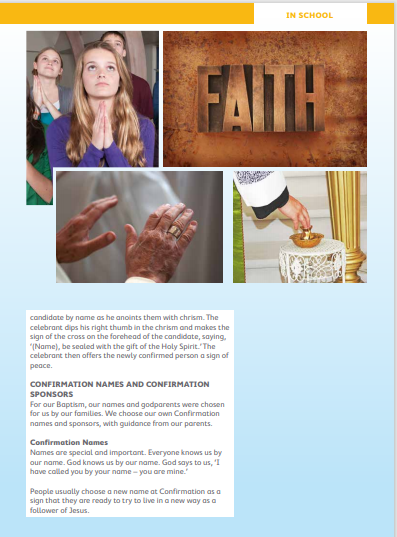 IN SCHOOL
FAITH
candidate by name as he anoints them with chrism. The
celebrant dips his right thumb in the chrism and makes the
sign of the cross on the forehead of the candidate, saying,
‘(Name), be sealed with the gift of the Holy Spirit.’ The
celebrant then offers the newly confirmed person a sign of
peace.
CONFIRMATION NAMES AND CONFIRMATION
SPONSORS
For our Baptism, our names and godparents were chosen
for us by our families. We choose our own Confirmation
names and sponsors, with guidance from our parents.
Confirmation Names
Names are special and important. Everyone knows us by
our name. God knows us by our name. God says to us, ‘I
have called you by your name – you are mine.’
People usually choose a new name at Confirmation as a
sign that they are ready to try to live in a new way as a
follower of Jesus.